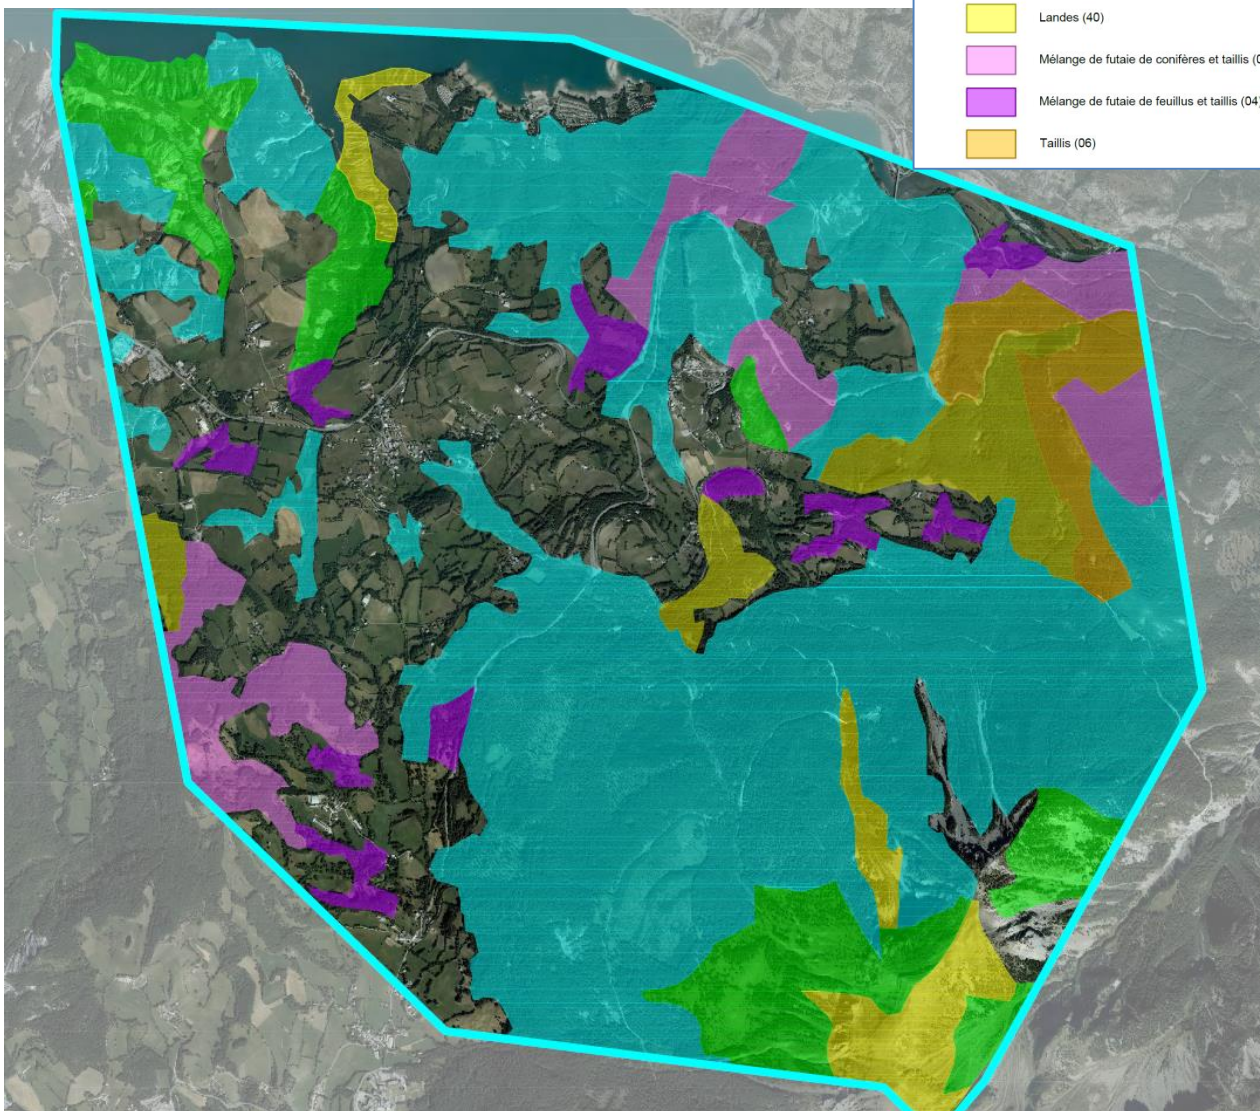 Landes (40)
Mélange de futaie de conifères et taillis (0
Mélange de futaie de feuillus et taillis (04
Taillis (06)